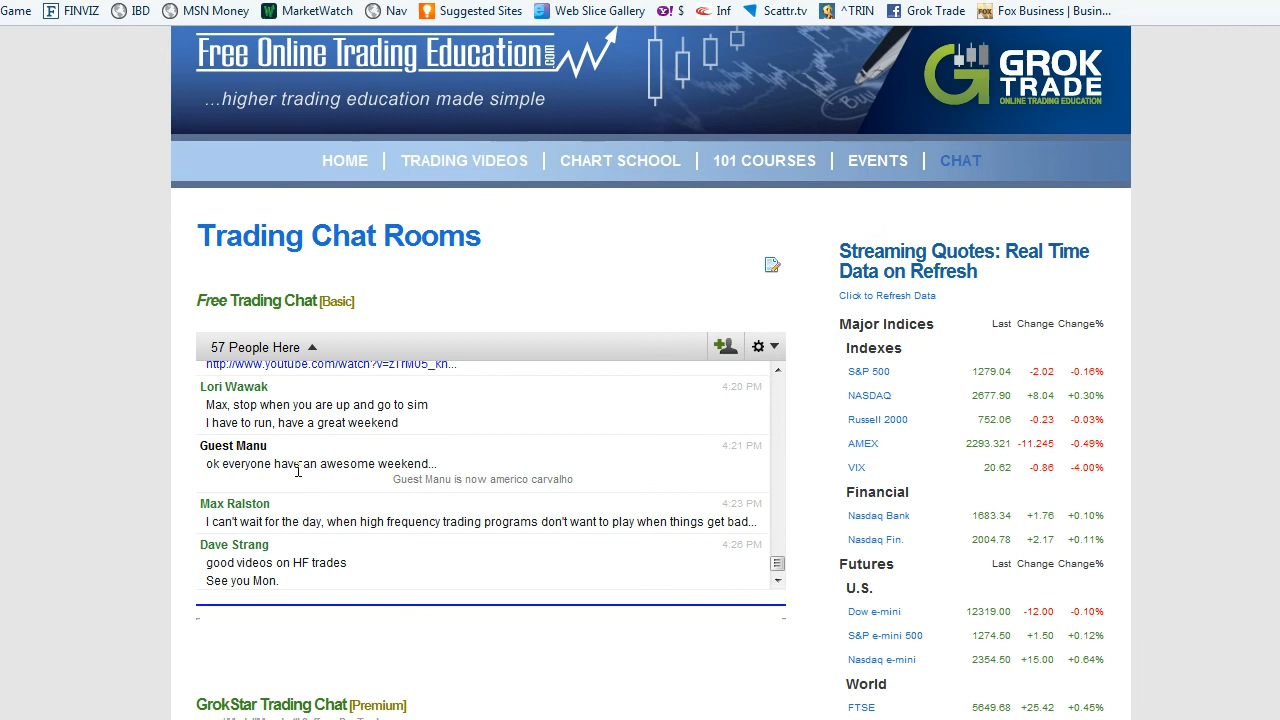 Game FINVIZ IBD MSN Money MarketWatch Nav Suggested Sites Web Slice Gallery $ Inf Scattr.tv ^TRIN Grok Trade Fox Business | Busin...
Free Online Trading Education.com
...higher trading education made simple
GROK
TRADE
ONLINE TRADING EDUCATION
HOME | TRADING VIDEOS | CHART SCHOOL | 101 COURSES | EVENTS | CHAT
Trading Chat Rooms
Free Trading Chat [Basic]
57 People Here
Lori Wawak 4:20 PM
Max, stop when you are up and go to sim
I have to run, have a great weekend
Guest Manu 4:21 PM
ok everyone have an awesome weekend...
Guest Manu is now americo carvalho
Max Ralston 4:23 PM
I can't wait for the day, when high frequency trading programs don't want to play when things get bad...
Dave Strang 4:26 PM
good videos on HF trades
See you Mon.
GrokStar Trading Chat [Premium]
Streaming Quotes: Real Time
Data on Refresh
Click to Refresh Data
Major Indices Last Change Change%
Indexes
S&P 500 1279.04 -2.02 -0.16%
NASDAQ 2677.90 +8.04 +0.30%
Russell 2000 752.06 -0.23 -0.03%
AMEX 2293.321 -11.245 -0.49%
VIX 20.62 -0.86 -4.00%
Financial
Nasdaq Bank 1683.34 +1.76 +0.10%
Nasdaq Fin. 2004.78 +2.17 +0.11%
Futures Last Change Change%
U.S.
Dow e-mini 12319.00 -12.00 -0.10%
S&P e-mini 500 1274.50 +1.50 +0.12%
Nasdaq e-mini 2354.50 +15.00 +0.64%
World
FTSE 5649.68 +25.42 +0.45%